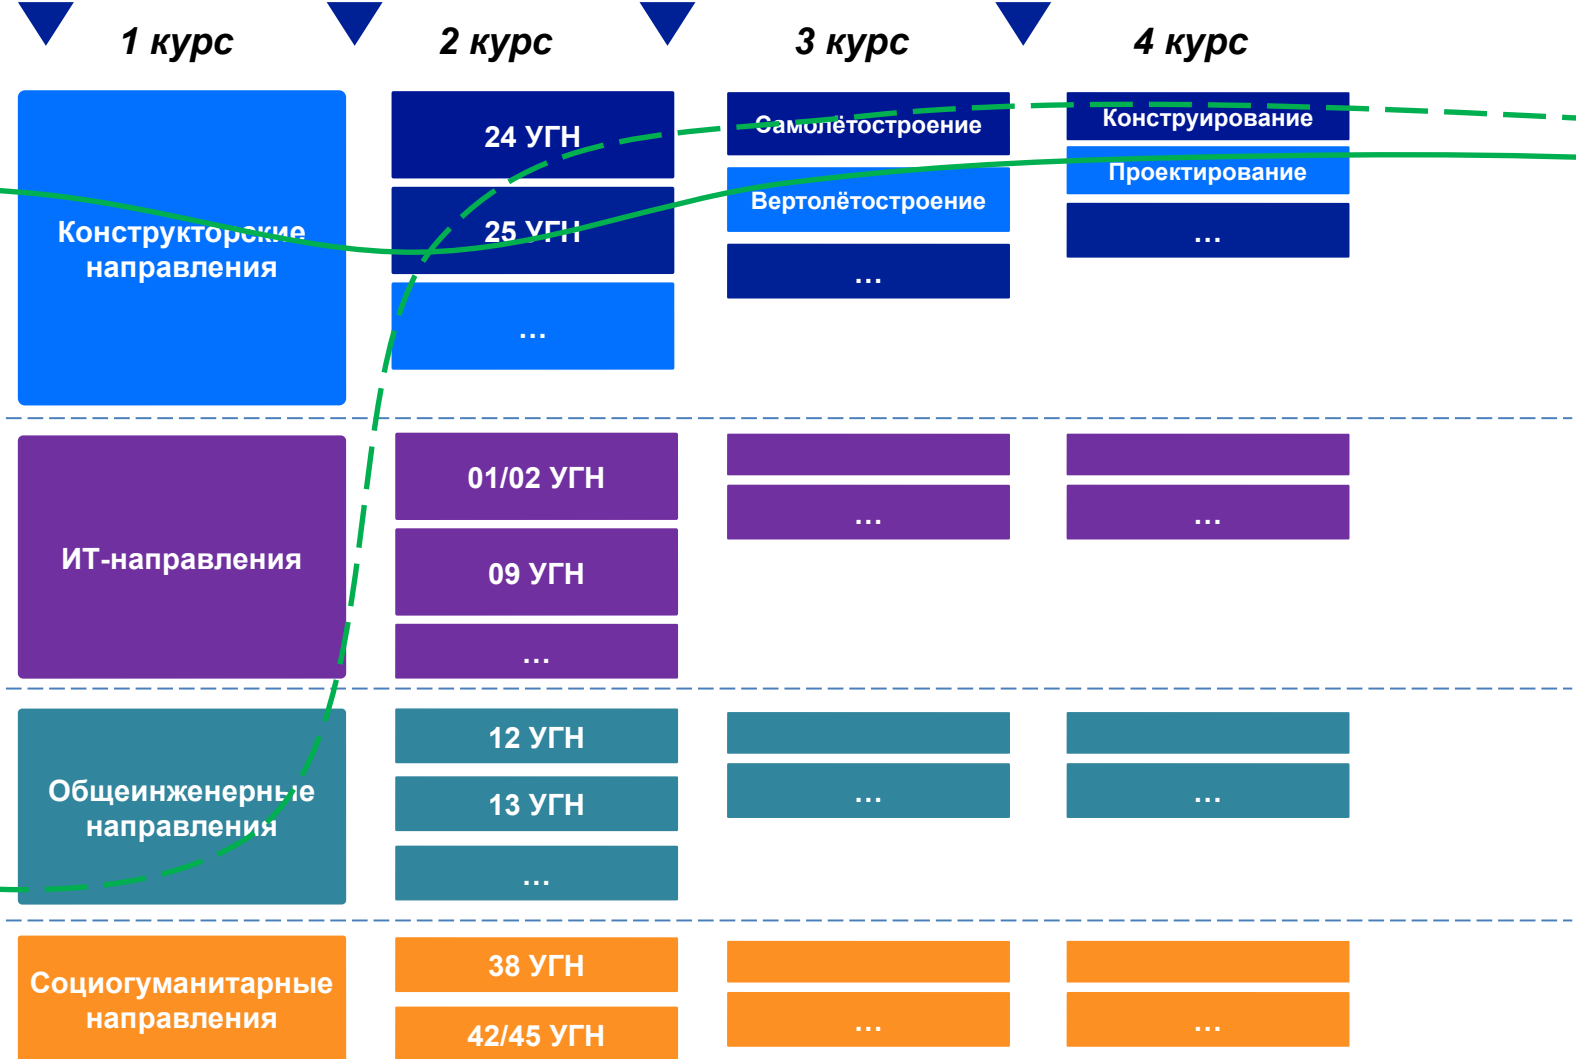 1 курс
2 курс
3 курс
4 курс
Конструкторские
направления
24 УГН
25 УГН
...
Самолётостроение
Вертолётостроение
...
Конструирование
Проектирование
...
ИТ-направления
01/02 УГН
09 УГН
...
...
...
Общеинженерные
направления
12 УГН
13 УГН
...
...
...
Социогуманитарные
направления
38 УГН
42/45 УГН
...
...